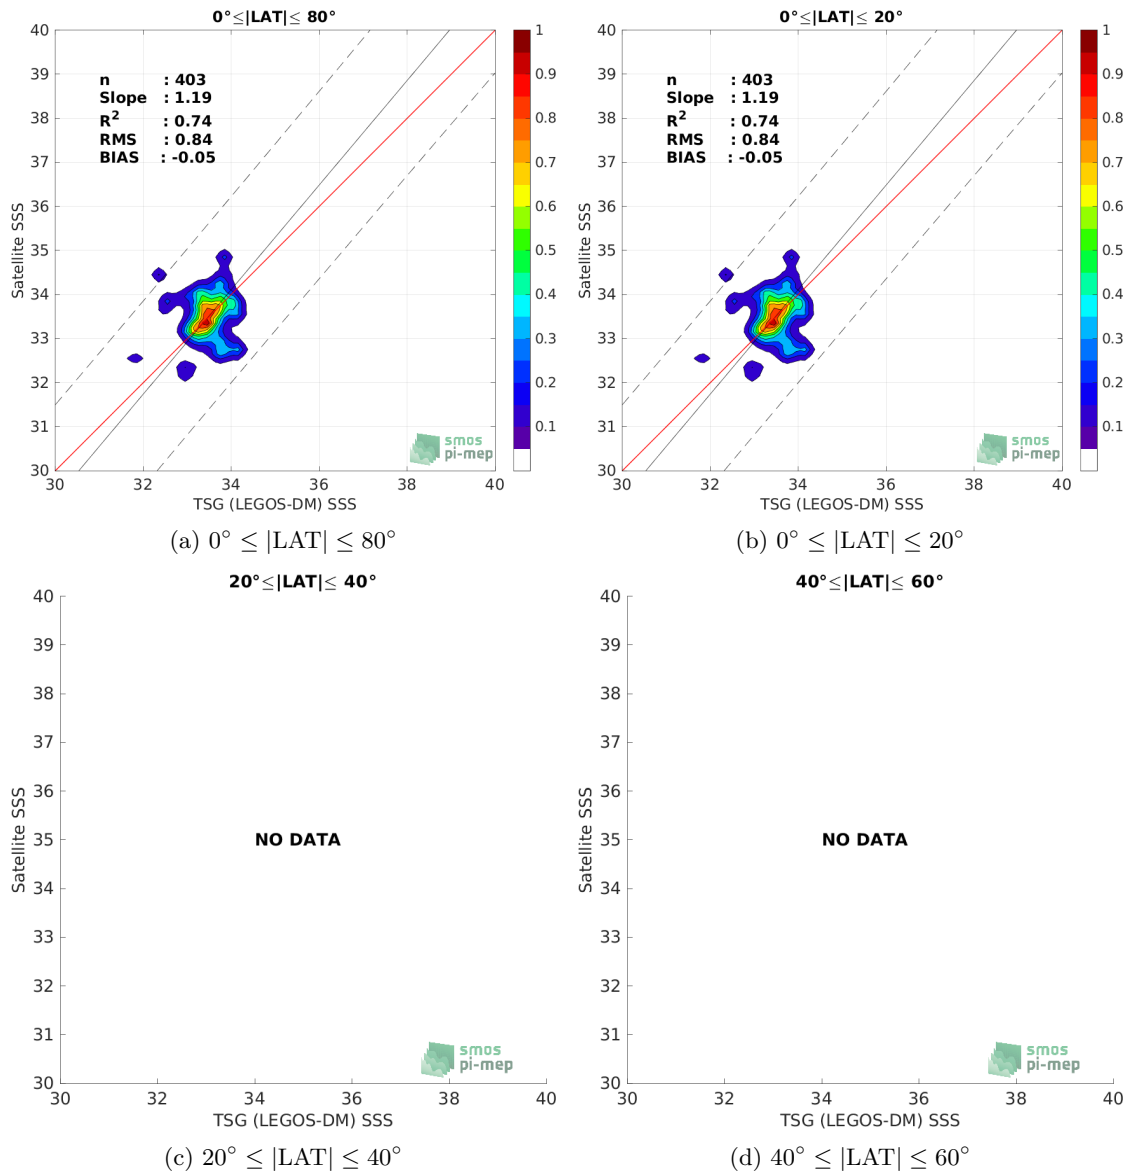 0°≤|LAT|≤ 80°
40
39
38
37
36
35
34
33
32
31
30
Satellite SSS
n : 403
Slope : 1.19
R² : 0.74
RMS : 0.84
BIAS : -0.05
1
0.9
0.8
0.7
0.6
0.5
0.4
0.3
0.2
0.1
smos
pi-mep
30 32 34 36 38 40
TSG (LEGOS-DM) SSS
(a) 0° ≤ |LAT| ≤ 80°
0°≤|LAT|≤ 20°
40
39
38
37
36
35
34
33
32
31
30
Satellite SSS
n : 403
Slope : 1.19
R² : 0.74
RMS : 0.84
BIAS : -0.05
1
0.9
0.8
0.7
0.6
0.5
0.4
0.3
0.2
0.1
smos
pi-mep
30 32 34 36 38 40
TSG (LEGOS-DM) SSS
(b) 0° ≤ |LAT| ≤ 20°
20°≤|LAT|≤ 40°
40
39
38
37
36
35
34
33
32
31
30
Satellite SSS
NO DATA
smos
pi-mep
30 32 34 36 38 40
TSG (LEGOS-DM) SSS
(c) 20° ≤ |LAT| ≤ 40°
40°≤|LAT|≤ 60°
40
39
38
37
36
35
34
33
32
31
30
Satellite SSS
NO DATA
smos
pi-mep
30 32 34 36 38 40
TSG (LEGOS-DM) SSS
(d) 40° ≤ |LAT| ≤ 60°